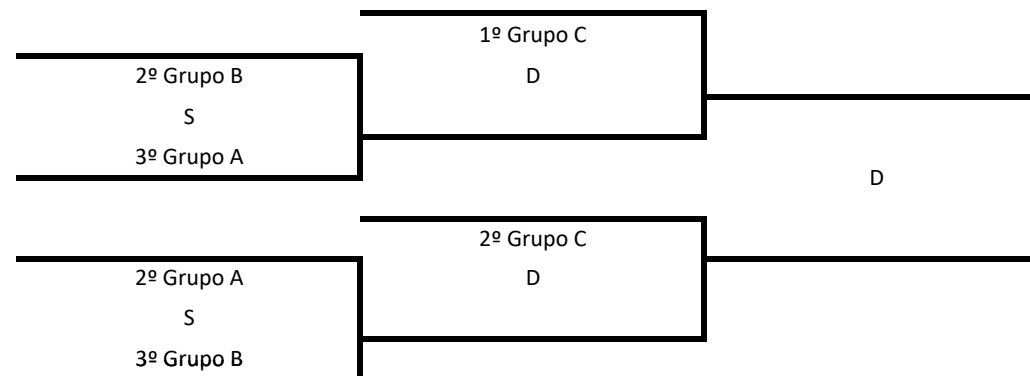 1º Grupo C
D
2º Grupo B
S
3º Grupo A
D
2º Grupo C
D
2º Grupo A
S
3º Grupo B